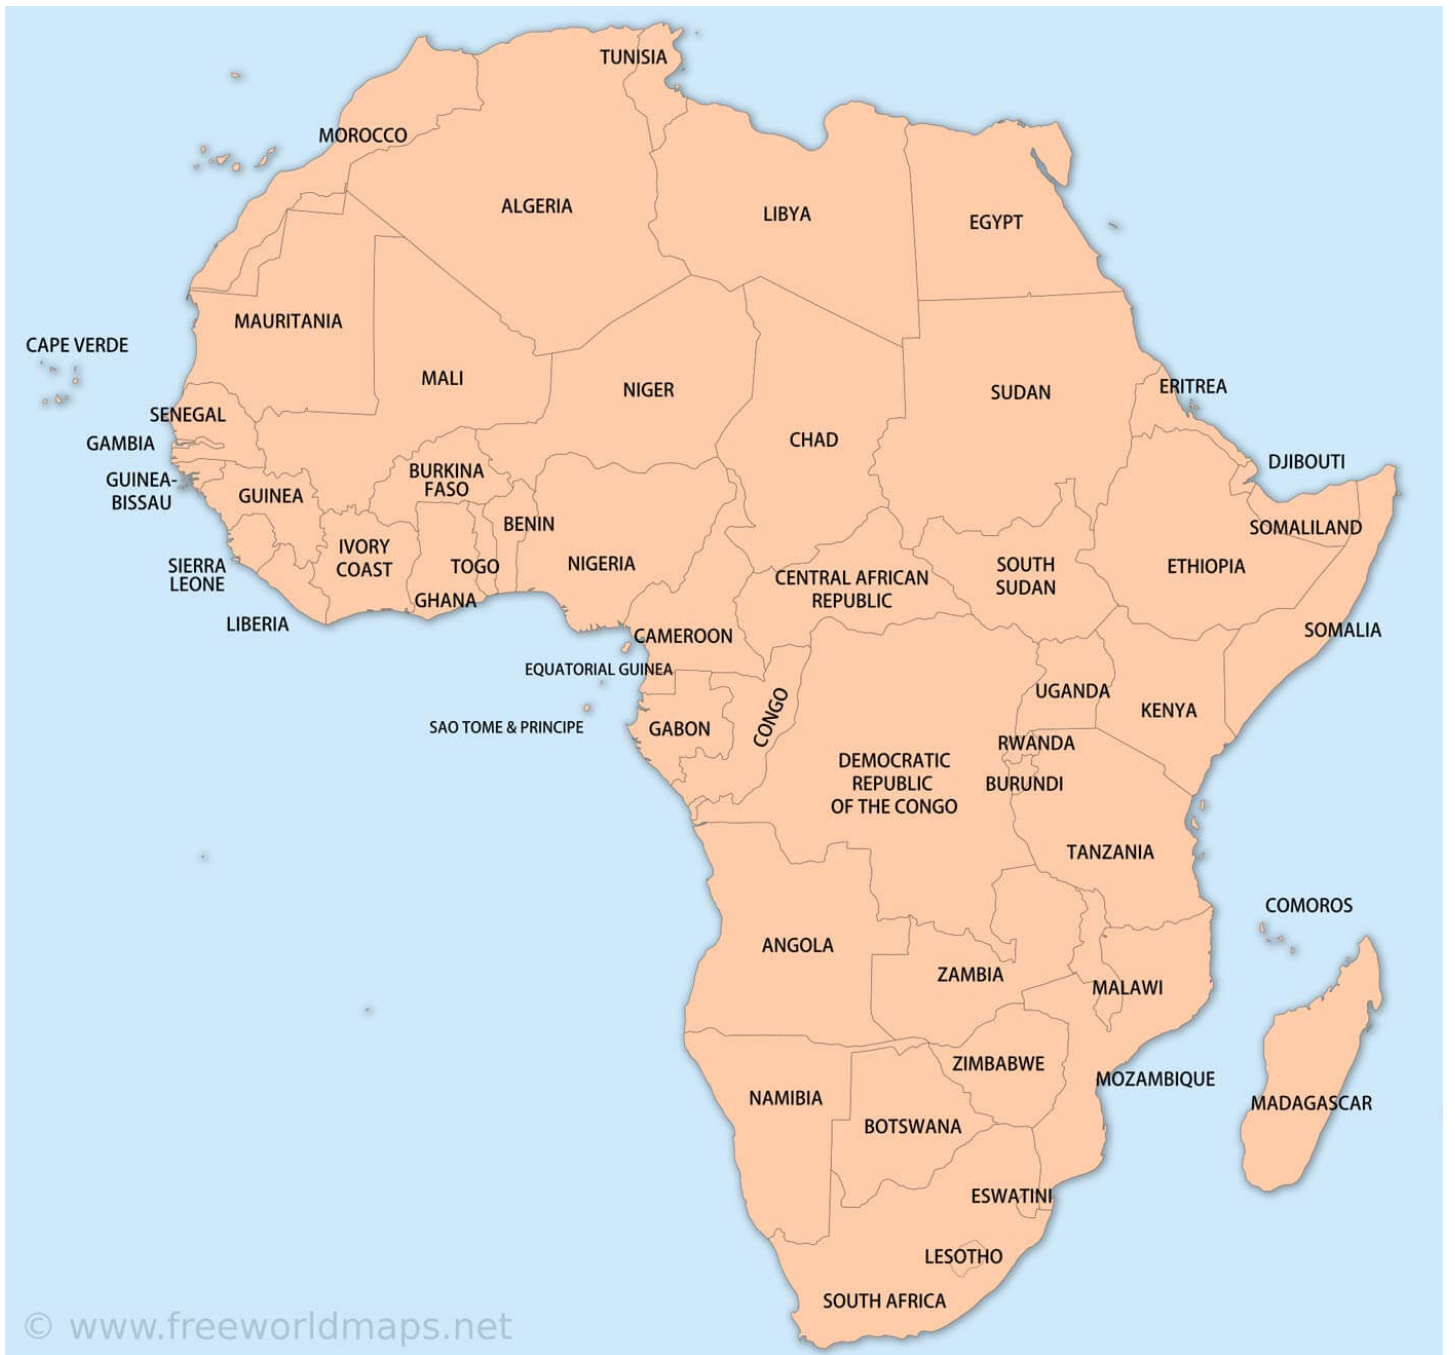 TUNISIA
MOROCCO
ALGERIA
LIBYA
EGYPT
MAURITANIA
CAPE VERDE
MALI
NIGER
SUDAN
ERITREA
SENEGAL
CHAD
GAMBIA
DJIBOUTI
GUINEA-
BISSAU
GUINEA
BURKINA
FASO
BENIN
SOMALILAND
IVORY
COAST
TOGO
NIGERIA
SIERRA
LEONE
CENTRAL AFRICAN
REPUBLIC
SOUTH
SUDAN
ETHIOPIA
GHANA
LIBERIA
CAMEROON
SOMALIA
EQUATORIAL GUINEA
UGANDA
KENYA
SAO TOME & PRINCIPE
GABON
CONGO
RWANDA
DEMOCRATIC
REPUBLIC
OF THE CONGO
BURUNDI
TANZANIA
COMOROS
ANGOLA
ZAMBIA
MALAWI
ZIMBABWE
MOZAMBIQUE
NAMIBIA
MADAGASCAR
BOTSWANA
ESWATINI
LESOTHO
SOUTH AFRICA
© www.freeworldmaps.net